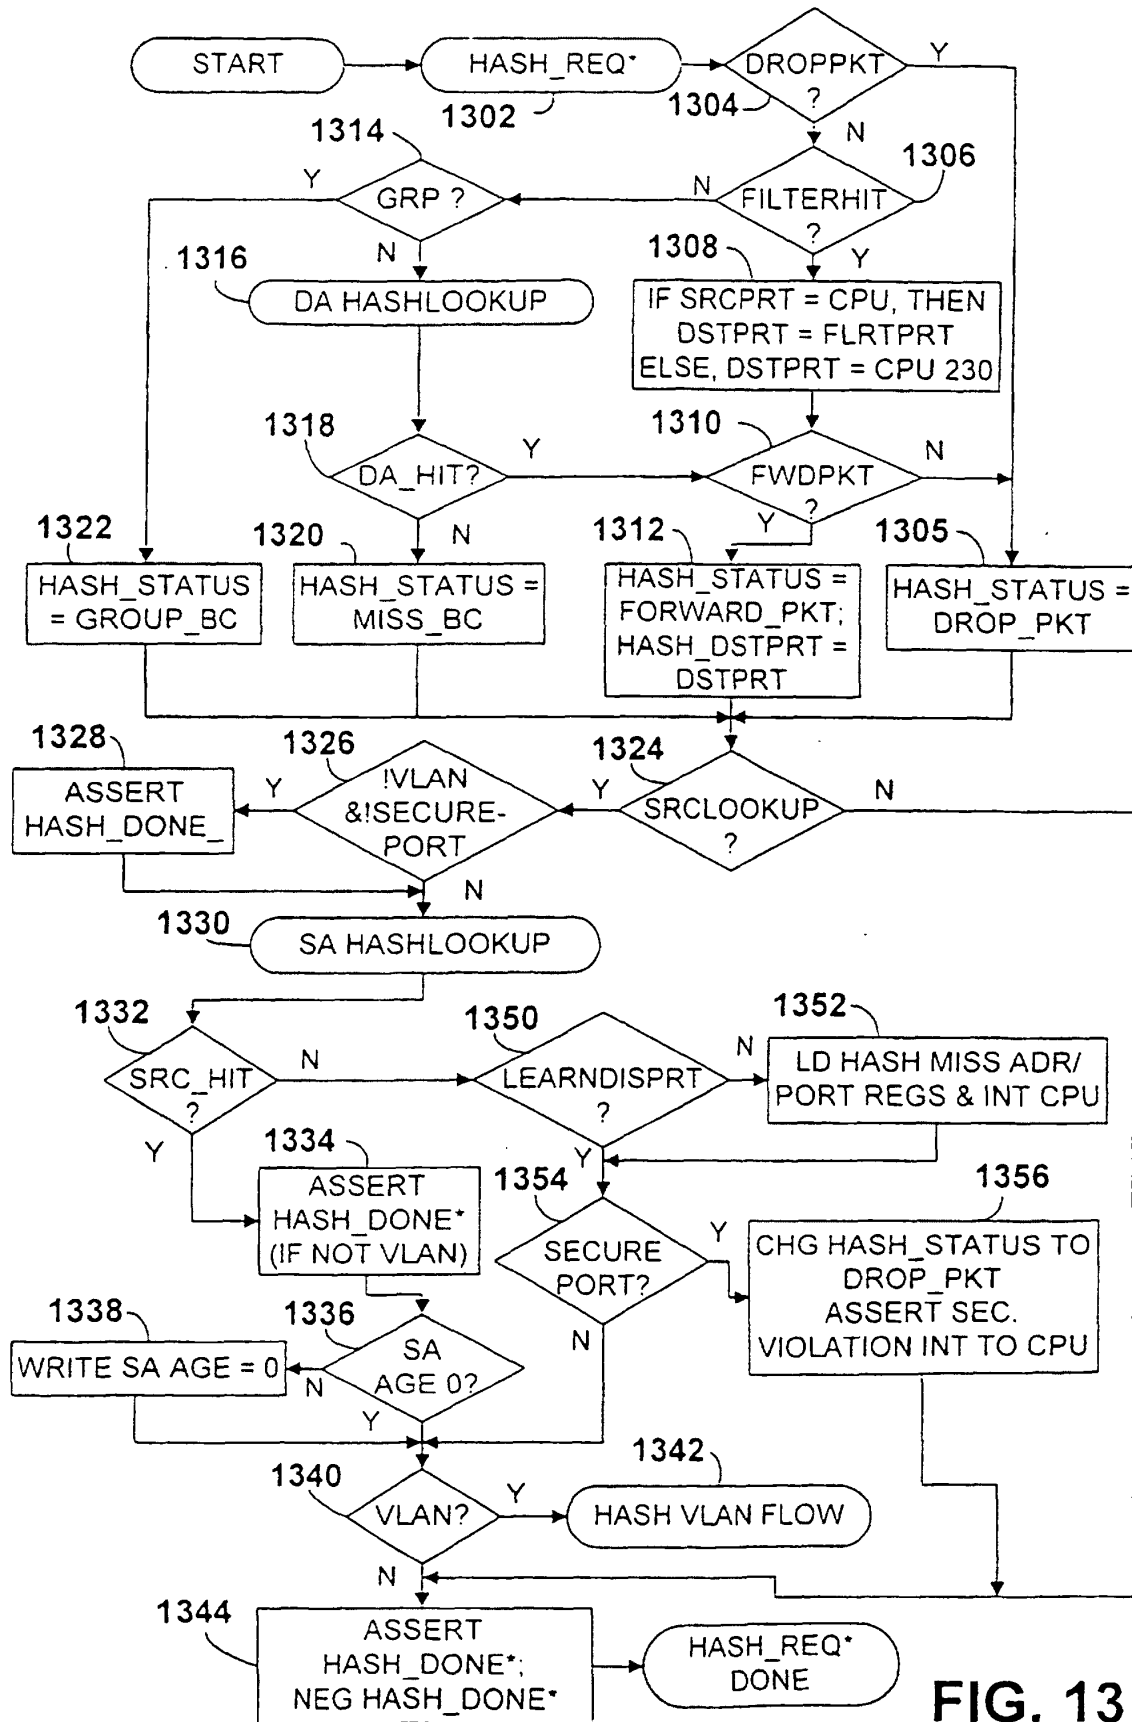 START
HASH_REQ*
1302
DROPPKT
?
1304
Y
N
1314
Y
GRP ?
N
N
FILTERHIT
?
1306
Y
1316
DA HASHLOOKUP
1308
IF SRCPRT = CPU, THEN
DSTPRT = FLRTPRT
ELSE, DSTPRT = CPU 230
1318
DA_HIT?
Y
N
1310
FWDPKT
?
N
Y
1322
HASH_STATUS
= GROUP_BC
1320
HASH_STATUS =
MISS_BC
1312
HASH_STATUS =
FORWARD_PKT;
HASH_DSTPRT =
DSTPRT
1305
HASH_STATUS =
DROP_PKT
1328
ASSERT
HASH_DONE_
Y
1326
!VLAN
&!SECURE-
PORT
N
Y
1324
SRCLOOKUP
?
N
1330
SA HASHLOOKUP
1332
SRC_HIT
?
N
Y
1350
LEARNDISPRT
?
N
Y
1352
LD HASH MISS ADR/
PORT REGS & INT CPU
1334
ASSERT
HASH_DONE*
(IF NOT VLAN)
1354
SECURE
PORT?
Y
N
1356
CHG HASH_STATUS TO
DROP_PKT
ASSERT SEC.
VIOLATION INT TO CPU
1338
WRITE SA AGE = 0
N
1336
SA
AGE 0?
Y
1340
VLAN?
Y
N
1342
HASH VLAN FLOW
1344
ASSERT
HASH_DONE*;
NEG HASH_DONE*
HASH_REQ*
DONE
FIG. 13